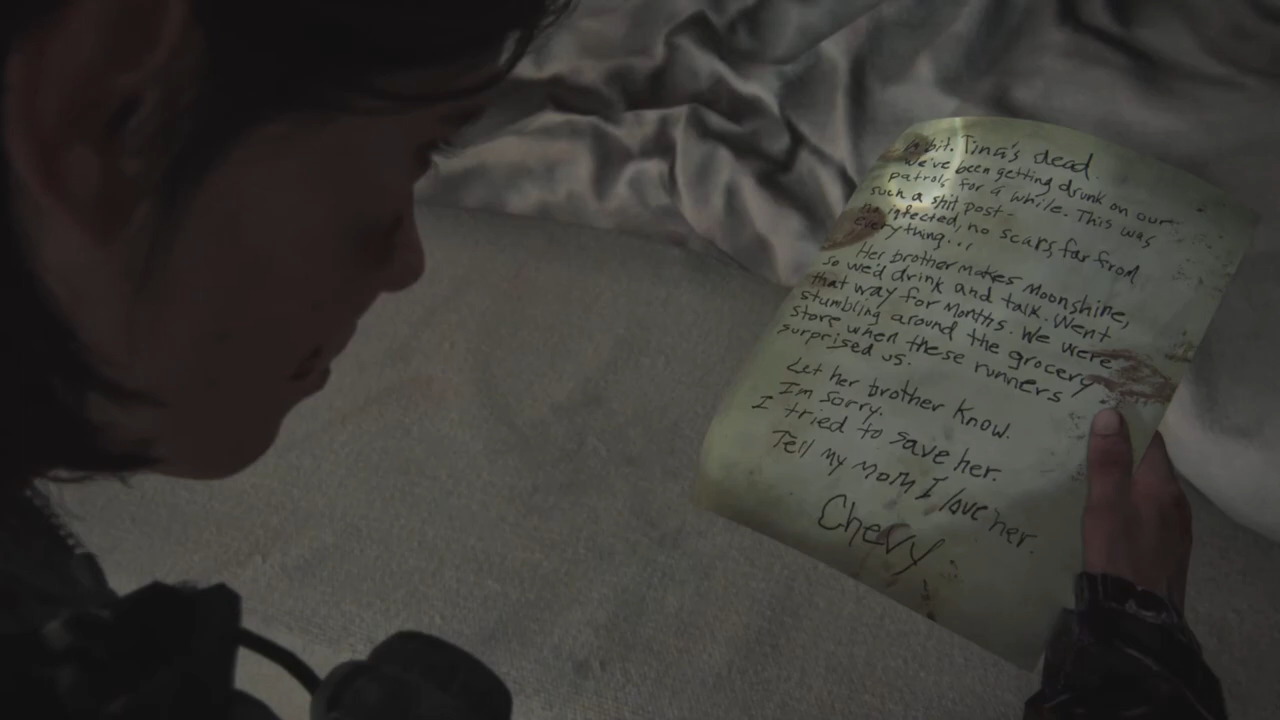 a bit. Tina's dead.
We've been getting drunk on our
patrols for a while. This was
such a shit post-
no infected, no scars, far from
everything...
Her brother makes Moonshine,
so we'd drink and talk. Went
that way for months. We were
stumbling around the grocery
store when these runners
surprised us.
Let her brother know.
I'm sorry.
I tried to save her.
Tell my Mom I love her.
Chevy